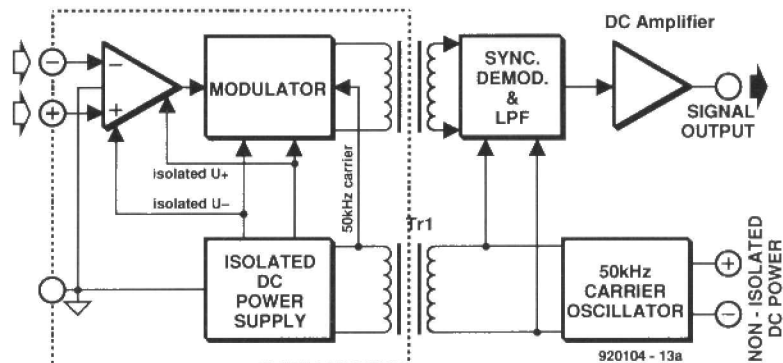 DC Amplifier
−
+
−
+
MODULATOR
SYNC.
DEMOD.
&
LPF
SIGNAL
OUTPUT
isolated U+
isolated U−
50kHz carrier
Tr1
ISOLATED
DC
POWER
SUPPLY
50kHz
CARRIER
OSCILLATOR
+
−
NON - ISOLATED
DC POWER
920104 - 13a